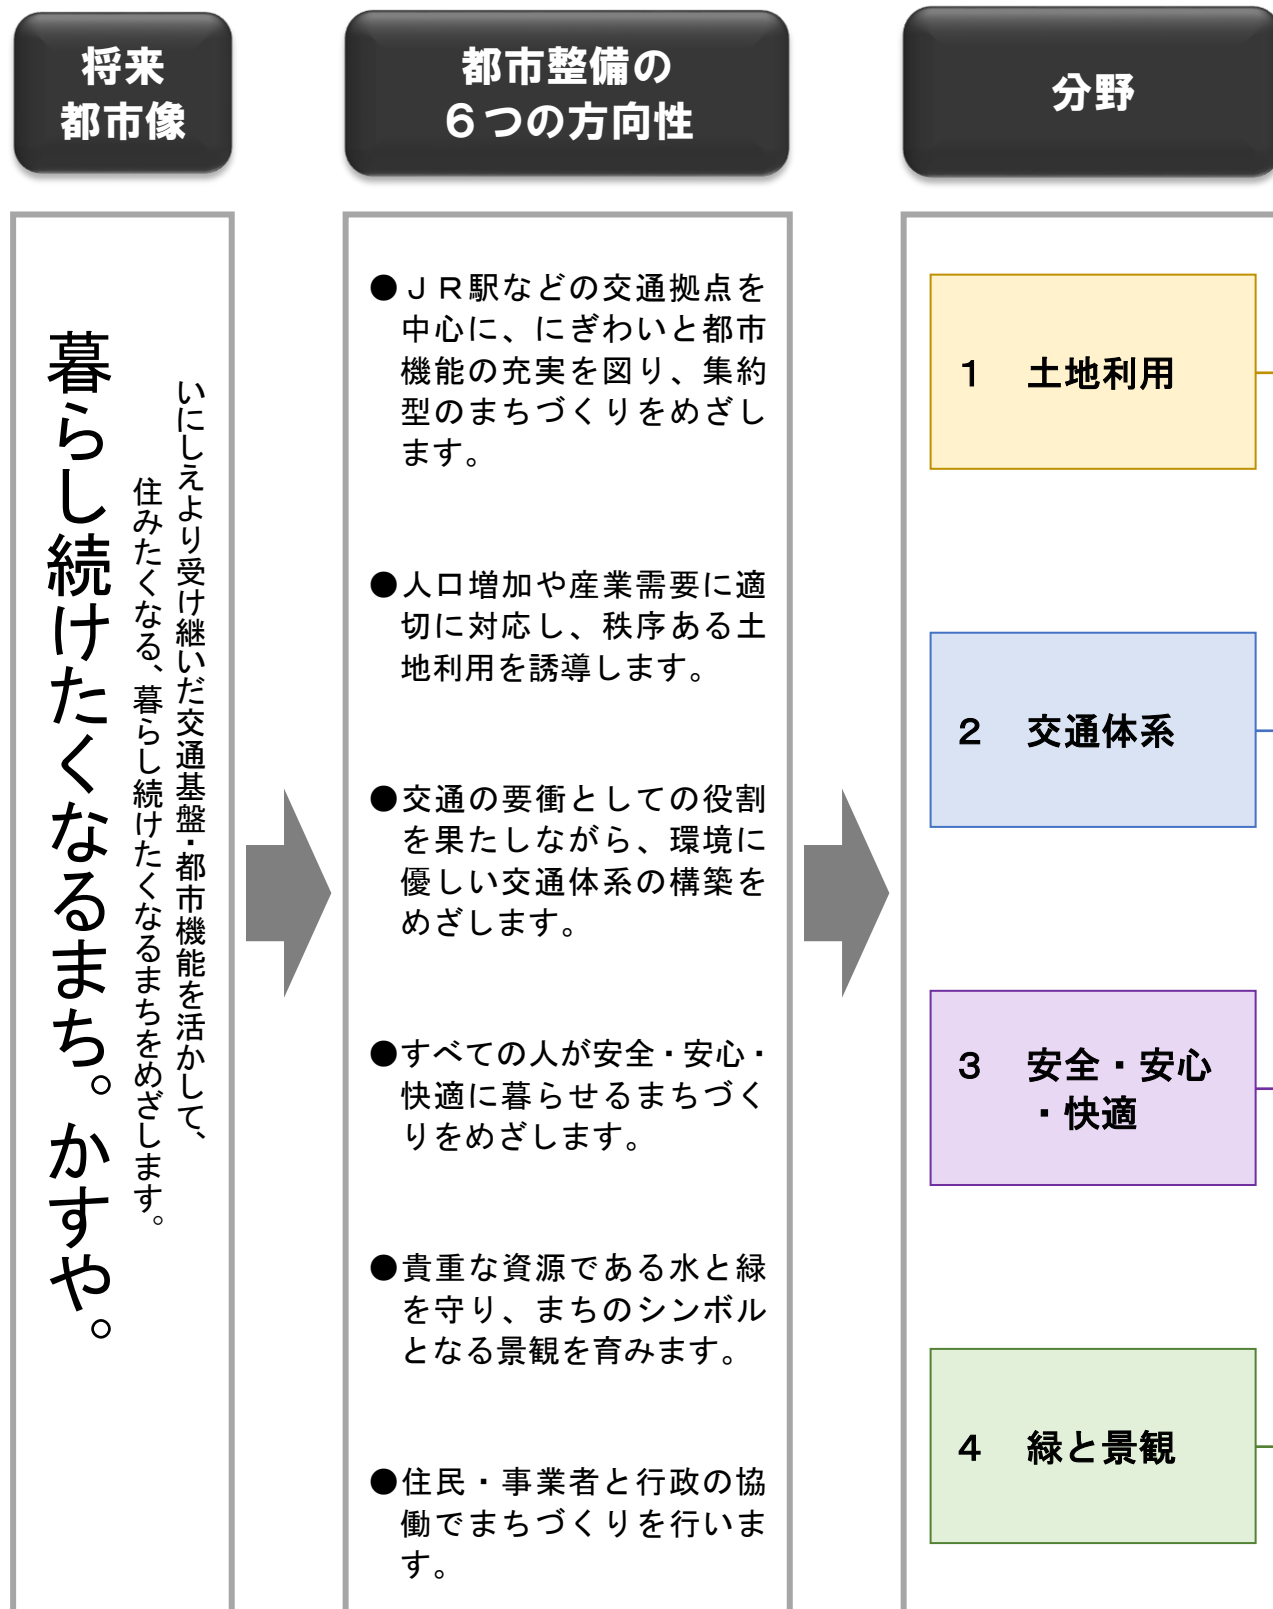 将来
都市像
都市整備の
６つの方向性
分野
いにしえより受け継いだ交通基盤・都市機能を活かして、
住みたくなる、暮らし続けたくなるまちをめざします。
暮らし続けたくなるまち。かすや。
●ＪＲ駅などの交通拠点を
中心に、にぎわいと都市
機能の充実を図り、集約
型のまちづくりをめざし
ます。
●人口増加や産業需要に適
切に対応し、秩序ある土
地利用を誘導します。
●交通の要衝としての役割
を果たしながら、環境に
優しい交通体系の構築を
めざします。
●すべての人が安全・安心・
快適に暮らせるまちづく
りをめざします。
●貴重な資源である水と緑
を守り、まちのシンボル
となる景観を育みます。
●住民・事業者と行政の協
働でまちづくりを行いま
す。
１　土地利用
２　交通体系
３　安全・安心
・快適
４　緑と景観